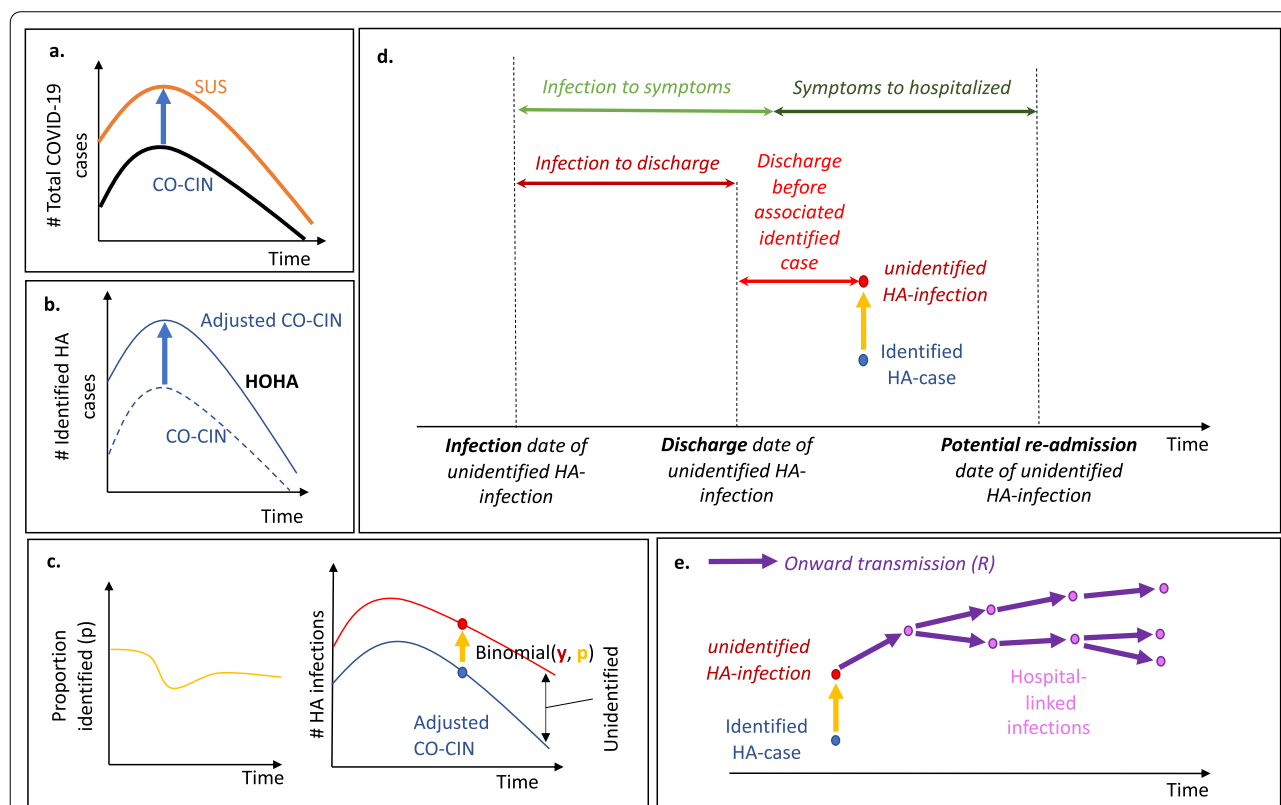 a.
# Total COVID-19
cases
SUS
CO-CIN
Time
b.
# Identified HA
cases
Adjusted CO-CIN
HOHA
CO-CIN
Time
c.
Proportion
identified (p)
Time
# HA infections
Binomial(y, p)
Adjusted
CO-CIN
Unidentified
Time
d.
Infection to symptoms
Symptoms to hospitalized
Infection to discharge
Discharge
before
associated
identified
case
unidentified
HA-infection
Identified
HA-case
Time
Infection date of
unidentified HA-
infection
Discharge date of
unidentified HA-
infection
Potential re-admission
date of unidentified
HA-infection
e.
Onward transmission (R)
unidentified
HA-infection
Identified
HA-case
Hospital-
linked
infections
Time